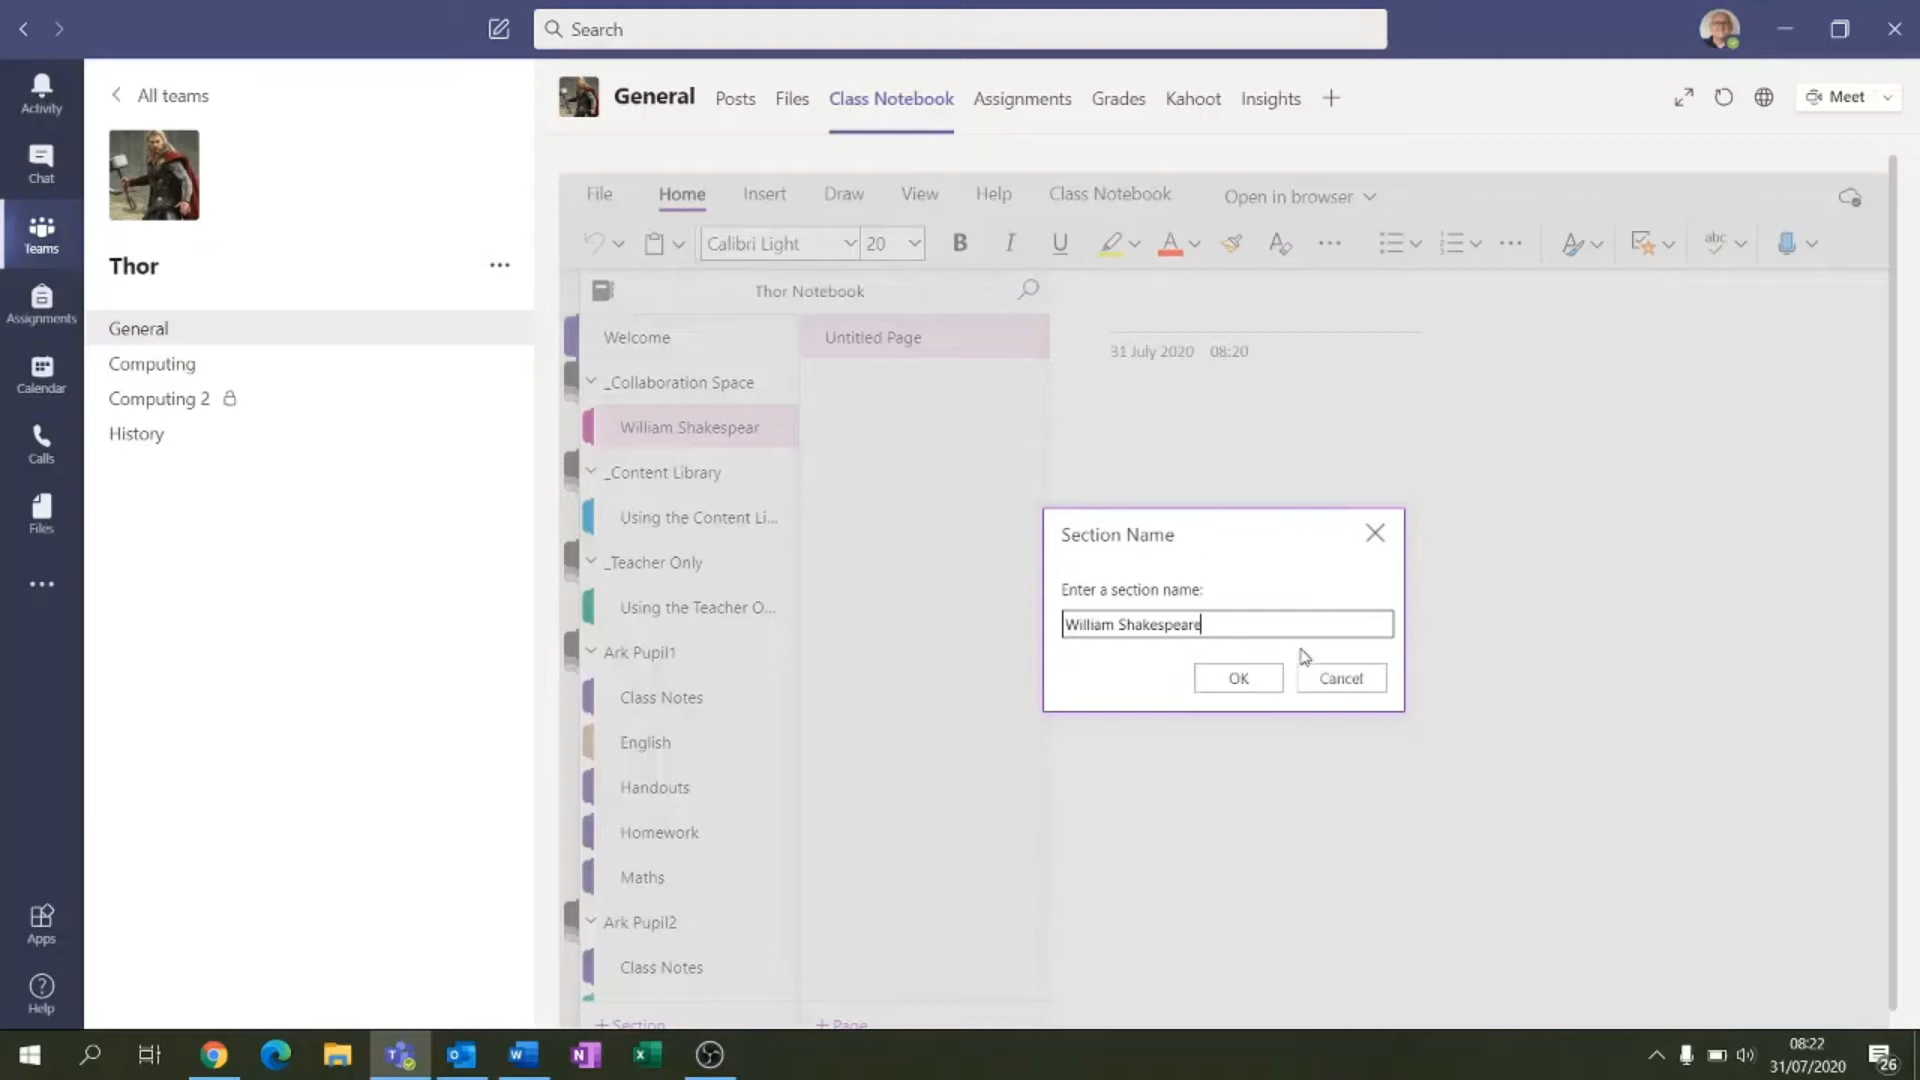 Search
Activity
Chat
Teams
Assignments
Calendar
Calls
Files
Apps
Help
All teams
Thor
General
Computing
Computing 2
History
General Posts Files Class Notebook Assignments Grades Kahoot Insights
Meet
File Home Insert Draw View Help Class Notebook Open in browser
Calibri Light 20 B I U A abc
Thor Notebook
Welcome
_Collaboration Space
William Shakespear
_Content Library
Using the Content Li...
_Teacher Only
Using the Teacher O...
Ark Pupil1
Class Notes
English
Handouts
Homework
Maths
Ark Pupil2
Class Notes
+ Section
Untitled Page
+ Page
31 July 2020 08:20
Section Name
Enter a section name:
William Shakespeare
OK Cancel
08:22
31/07/2020
26